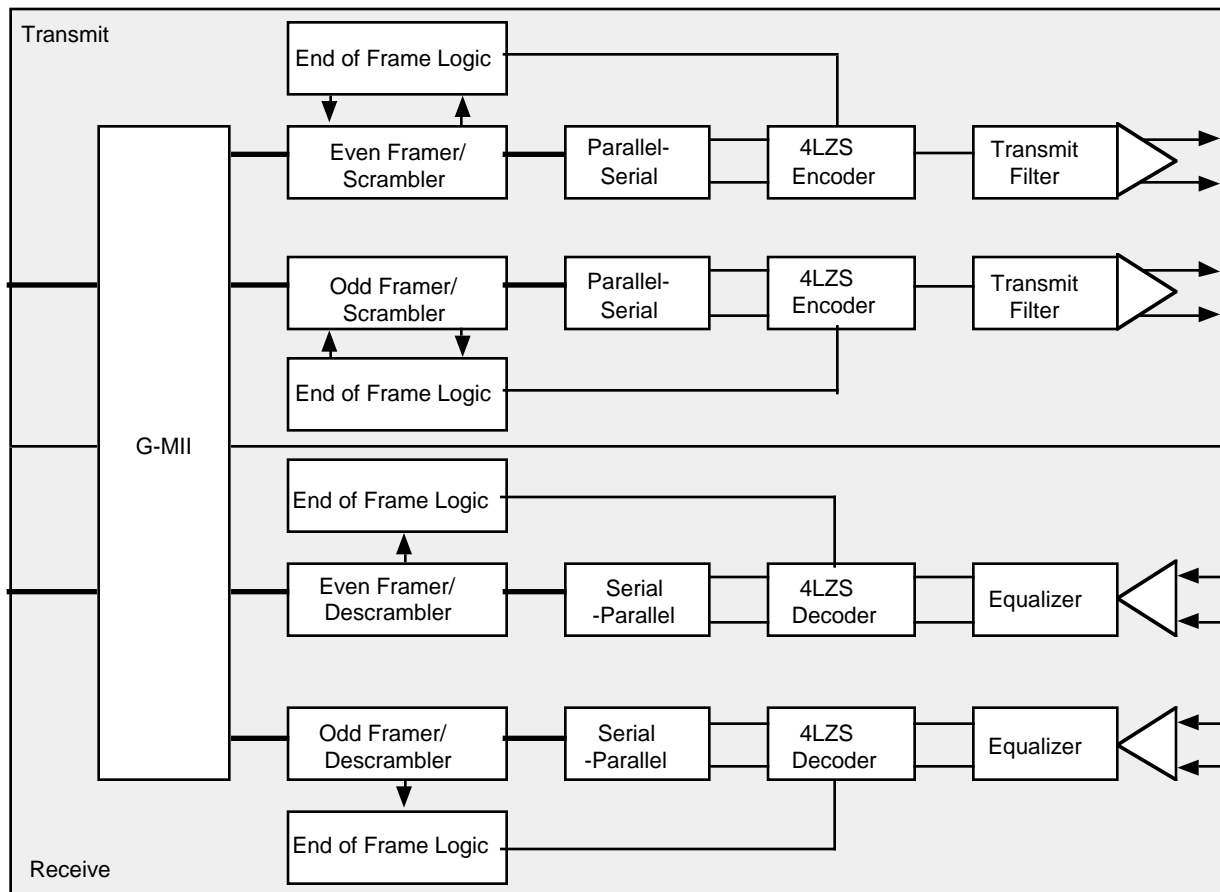 Transmit
End of Frame Logic
Even Framer/
Scrambler
Parallel-
Serial
4LZS
Encoder
Transmit
Filter
Odd Framer/
Scrambler
Parallel-
Serial
4LZS
Encoder
Transmit
Filter
End of Frame Logic
G-MII
End of Frame Logic
Even Framer/
Descrambler
Serial
-Parallel
4LZS
Decoder
Equalizer
Odd Framer/
Descrambler
Serial
-Parallel
4LZS
Decoder
Equalizer
End of Frame Logic
Receive